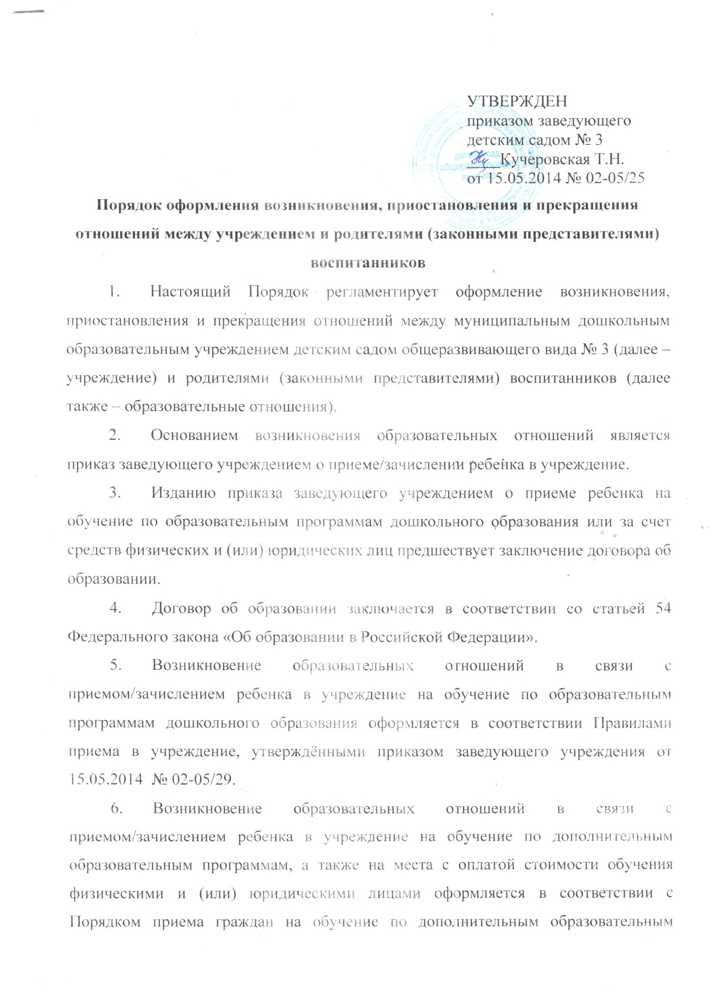 УТВЕРЖДЕН
приказом заведующего
детским садом № 3
Кучеровская Т.Н.
от 15.05.2014 № 02-05/25
детский сад
общеразвивающего
вида №3
Порядок оформления возникновения, приостановления и прекращения
отношений между учреждением и родителями (законными представителями)
воспитанников
1. Настоящий Порядок регламентирует оформление возникновения,
приостановления и прекращения отношений между муниципальным дошкольным
образовательным учреждением детским садом общеразвивающего вида № 3 (далее –
учреждение) и родителями (законными представителями) воспитанников (далее
также – образовательные отношения).
2. Основанием возникновения образовательных отношений является
приказ заведующего учреждением о приеме/зачислении ребенка в учреждение.
3. Изданию приказа заведующего учреждением о приеме ребенка на
обучение по образовательным программам дошкольного образования или за счет
средств физических и (или) юридических лиц предшествует заключение договора об
образовании.
4. Договор об образовании заключается в соответствии со статьей 54
Федерального закона «Об образовании в Российской Федерации».
5. Возникновение образовательных отношений в связи с
приемом/зачислением ребенка в учреждение на обучение по образовательным
программам дошкольного образования оформляется в соответствии Правилами
приема в учреждение, утверждёнными приказом заведующего учреждения от
15.05.2014 № 02-05/29.
6. Возникновение образовательных отношений в связи с
приемом/зачислением ребенка в учреждение на обучение по дополнительным
образовательным программам, а также на места с оплатой стоимости обучения
физическими и (или) юридическими лицами оформляется в соответствии с
Порядком приема граждан на обучение по дополнительным образовательным